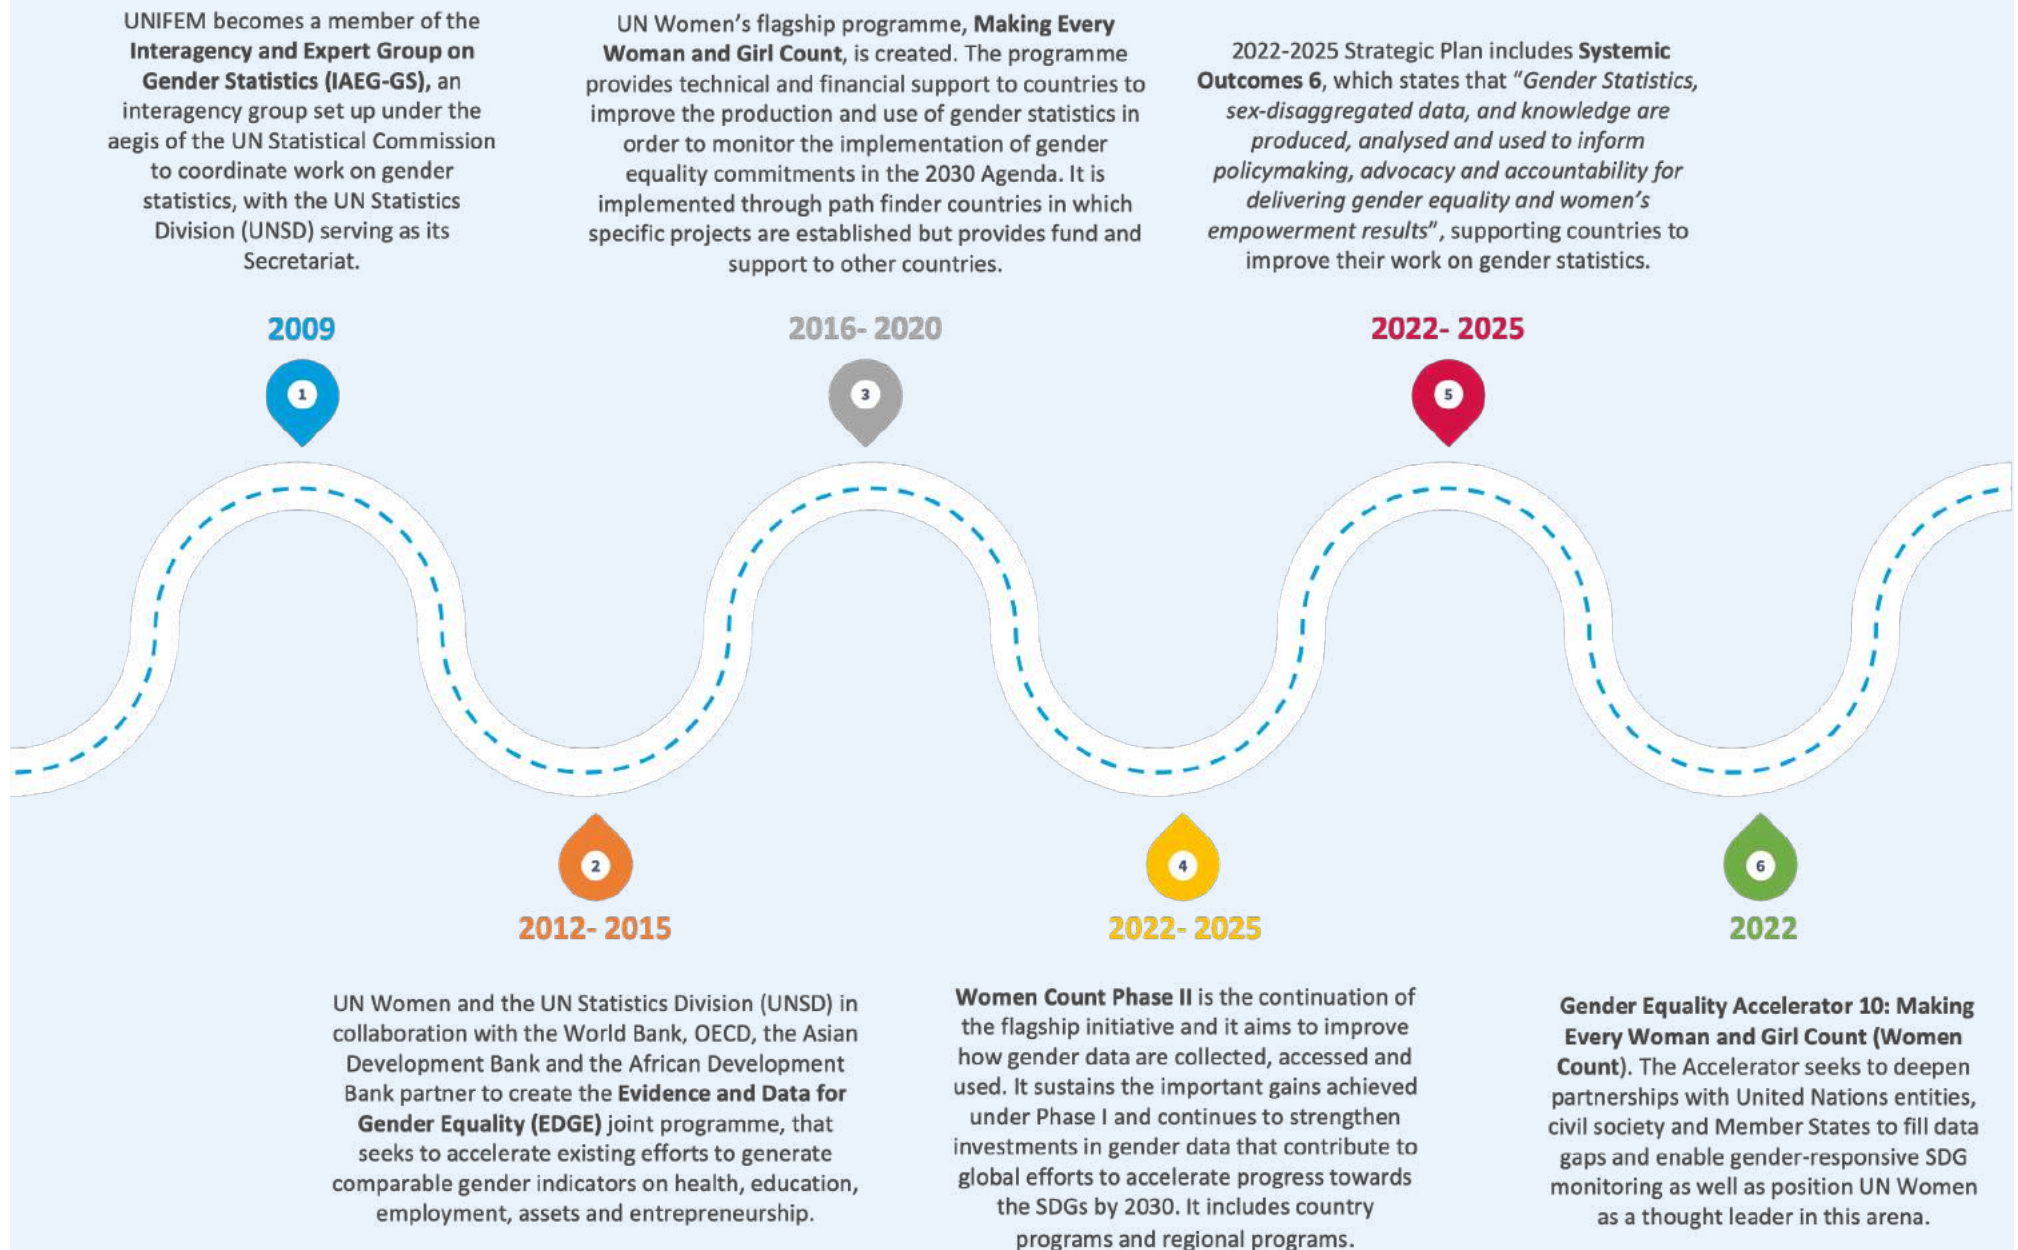 UNIFEM becomes a member of the
Interagency and Expert Group on
Gender Statistics (IAEG-GS), an
interagency group set up under the
aegis of the UN Statistical Commission
to coordinate work on gender
statistics, with the UN Statistics
Division (UNSD) serving as its
Secretariat.
2009
1
UN Women’s flagship programme, Making Every
Woman and Girl Count, is created. The programme
provides technical and financial support to countries to
improve the production and use of gender statistics in
order to monitor the implementation of gender
equality commitments in the 2030 Agenda. It is
implemented through path finder countries in which
specific projects are established but provides fund and
support to other countries.
2016- 2020
3
2022-2025 Strategic Plan includes Systemic
Outcomes 6, which states that “Gender Statistics,
sex-disaggregated data, and knowledge are
produced, analysed and used to inform
policymaking, advocacy and accountability for
delivering gender equality and women’s
empowerment results”, supporting countries to
improve their work on gender statistics.
2022- 2025
5
2
2012- 2015
UN Women and the UN Statistics Division (UNSD) in
collaboration with the World Bank, OECD, the Asian
Development Bank and the African Development
Bank partner to create the Evidence and Data for
Gender Equality (EDGE) joint programme, that
seeks to accelerate existing efforts to generate
comparable gender indicators on health, education,
employment, assets and entrepreneurship.
4
2022- 2025
Women Count Phase II is the continuation of
the flagship initiative and it aims to improve
how gender data are collected, accessed and
used. It sustains the important gains achieved
under Phase I and continues to strengthen
investments in gender data that contribute to
global efforts to accelerate progress towards
the SDGs by 2030. It includes country
programs and regional programs.
6
2022
Gender Equality Accelerator 10: Making
Every Woman and Girl Count (Women
Count). The Accelerator seeks to deepen
partnerships with United Nations entities,
civil society and Member States to fill data
gaps and enable gender-responsive SDG
monitoring as well as position UN Women
as a thought leader in this arena.